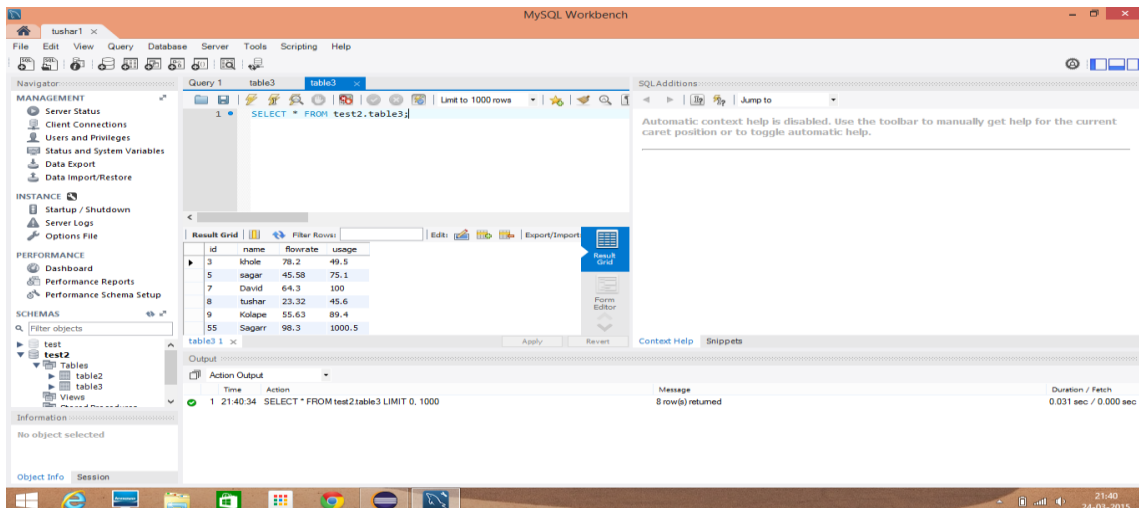 MySQL Workbench
tushar1
File Edit View Query Database Server Tools Scripting Help
Navigator
MANAGEMENT
Server Status
Client Connections
Users and Privileges
Status and System Variables
Data Export
Data Import/Restore
INSTANCE
Startup / Shutdown
Server Logs
Options File
PERFORMANCE
Dashboard
Performance Reports
Performance Schema Setup
SCHEMAS
Filter objects
test
test2
Tables
table2
table3
Views
Information
No object selected
Object Info Session
Query 1 table3 table3
Limit to 1000 rows
1 SELECT * FROM test2.table3;
Result Grid Filter Rows: Edit: Export/Import:
id name flowrate usage
3 khole 78.2 49.5
5 sagar 45.58 75.1
7 David 64.3 100
8 tushar 23.32 45.6
9 Kolape 55.63 89.4
55 Sagarr 98.3 1000.5
Result Grid
Form Editor
table3 1 Apply Revert
SQLAdditions
Jump to
Automatic context help is disabled. Use the toolbar to manually get help for the current
caret position or to toggle automatic help.
Context Help Snippets
Output
Action Output
Time Action Message Duration / Fetch
1 21:40:34 SELECT * FROM test2.table3 LIMIT 0, 1000 8 row(s) returned 0.031 sec / 0.000 sec
21:40
24-03-2015